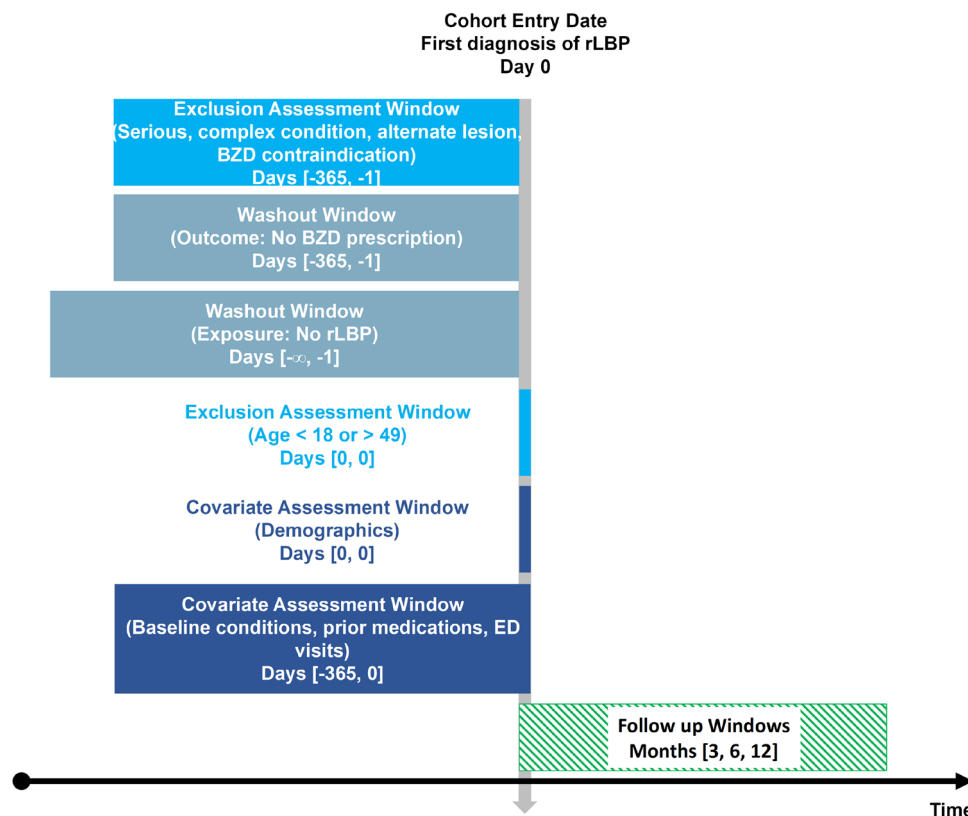 Cohort Entry Date
First diagnosis of rLBP
Day 0
Exclusion Assessment Window
(Serious, complex condition, alternate lesion,
BZD contraindication)
Days [-365, -1]
Washout Window
(Outcome: No BZD prescription)
Days [-365, -1]
Washout Window
(Exposure: No rLBP)
Days [-∞, -1]
Exclusion Assessment Window
(Age < 18 or > 49)
Days [0, 0]
Covariate Assessment Window
(Demographics)
Days [0, 0]
Covariate Assessment Window
(Baseline conditions, prior medications, ED
visits)
Days [-365, 0]
Follow up Windows
Months [3, 6, 12]
Time